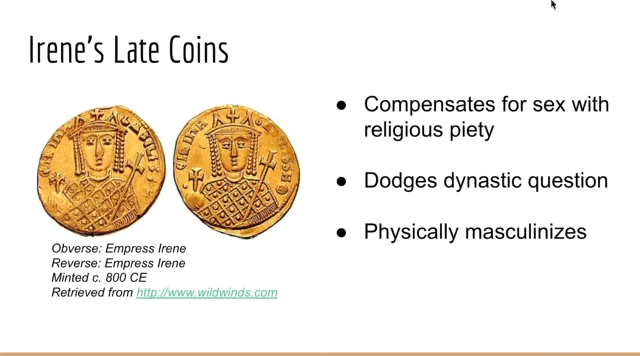 Irene's Late Coins
● Compensates for sex with
religious piety
● Dodges dynastic question
● Physically masculinizes
Obverse: Empress Irene
Reverse: Empress Irene
Minted c. 800 CE
Retrieved from http://www.wildwinds.com